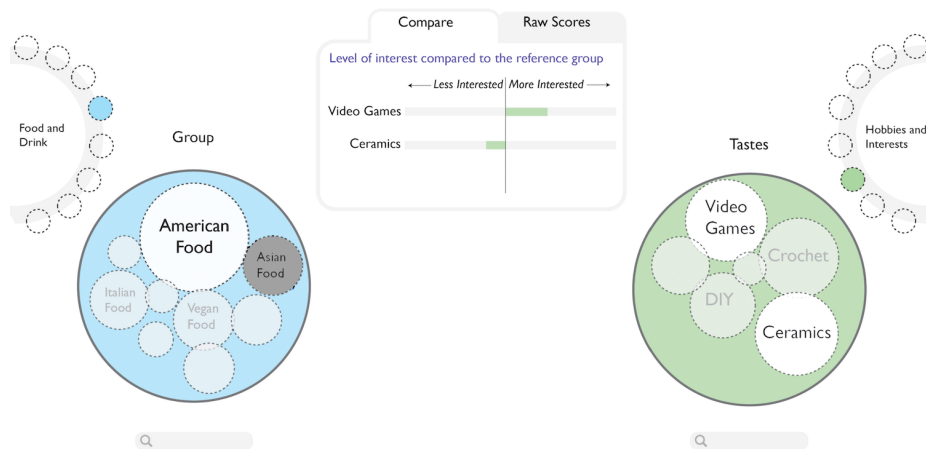 Compare
Raw Scores
Level of interest compared to the reference group
Less Interested
More Interested
Video Games
Ceramics
Food and
Drink
Group
American
Food
Asian
Food
Italian
Food
Vegan
Food
Tastes
Hobbies and
Interests
Video
Games
Crochet
DIY
Ceramics